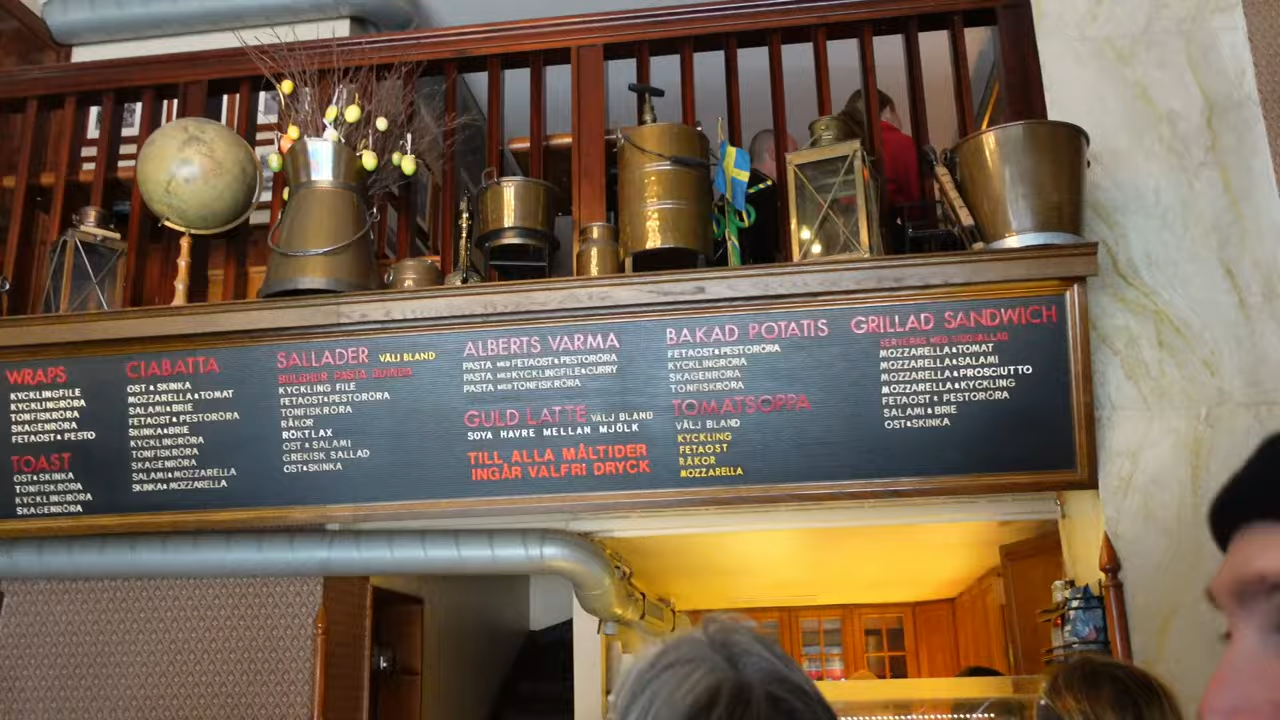 WRAPS
KYCKLINGFILE
KYCKLINGRÖRA
TONFISKRÖRA
SKAGENRÖRA
FETAOST & PESTO
TOAST
OST & SKINKA
TONFISKRÖRA
KYCKLINGRÖRA
SKAGENRÖRA
CIABATTA
OST & SKINKA
MOZZARELLA & TOMAT
SALAMI & BRIE
FETAOST & PESTORÖRA
SKINKA & BRIE
KYCKLINGRÖRA
TONFISKRÖRA
SKAGENRÖRA
SALAMI & MOZZARELLA
SKINKA & MOZZARELLA
SALLADER VÄLJ BLAND
BULGHUR PASTA QUINOA
KYCKLING FILE
FETAOST & PESTORÖRA
TONFISKRÖRA
RÄKOR
RÖKTLAX
OST & SALAMI
GREKISK SALLAD
OST & SKINKA
ALBERTS VARMA
PASTA MED FETAOST & PESTORÖRA
PASTA MED KYCKLINGFILE & CURRY
PASTA MED TONFISKRÖRA
GULD LATTE VÄLJ BLAND
SOYA HAVRE MELLAN MJÖLK
TILL ALLA MÅLTIDER
INGÅR VALFRI DRYCK
BAKAD POTATIS
FETAOST & PESTORÖRA
KYCKLINGRÖRA
SKAGENRÖRA
TONFISKRÖRA
TOMATSOPPA
VÄLJ BLAND
KYCKLING
FETAOST
RÄKOR
MOZZARELLA
GRILLAD SANDWICH
SERVERAS MED SIDOSALLAD
MOZZARELLA & TOMAT
MOZZARELLA & SALAMI
MOZZARELLA & PROSCIUTTO
MOZZARELLA & KYCKLING
FETAOST & PESTORÖRA
SALAMI & BRIE
OST & SKINKA